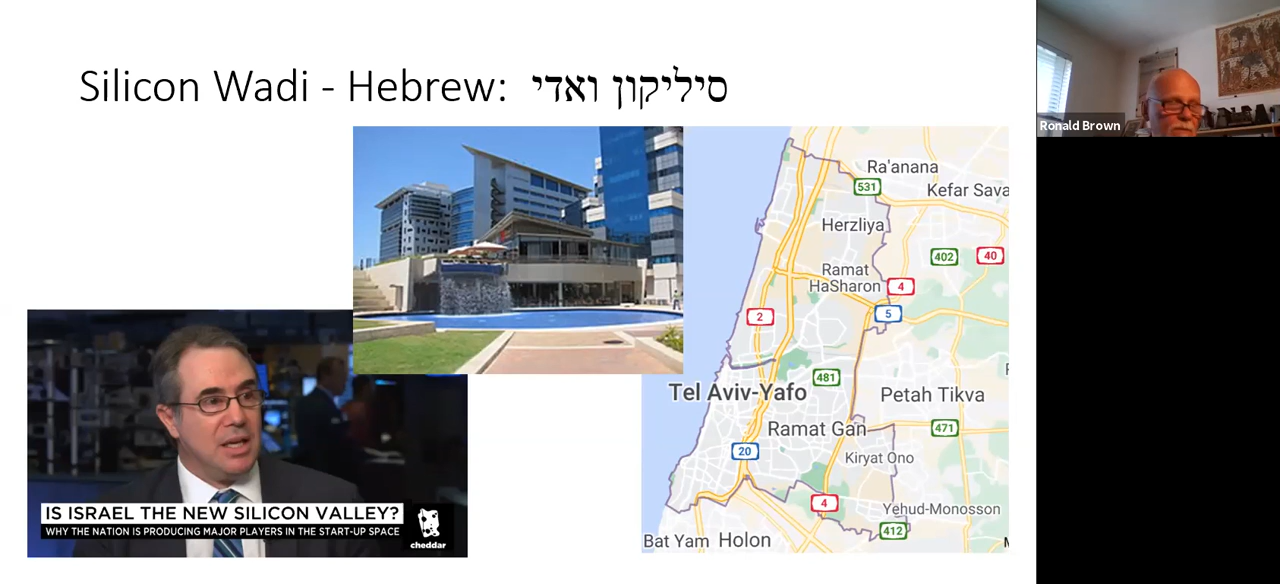 Silicon Wadi - Hebrew: סיליקון ואדי
Ronald Brown
Ra'anana
531
Kefar Sava
Herzliya
402
40
Ramat
HaSharon
4
5
2
481
Tel Aviv-Yafo
Petah Tikva
Ramat Gan
471
20
Kiryat Ono
4
Yehud-Monosson
412
Bat Yam
Holon
IS ISRAEL THE NEW SILICON VALLEY?
WHY THE NATION IS PRODUCING MAJOR PLAYERS IN THE START-UP SPACE
cheddar